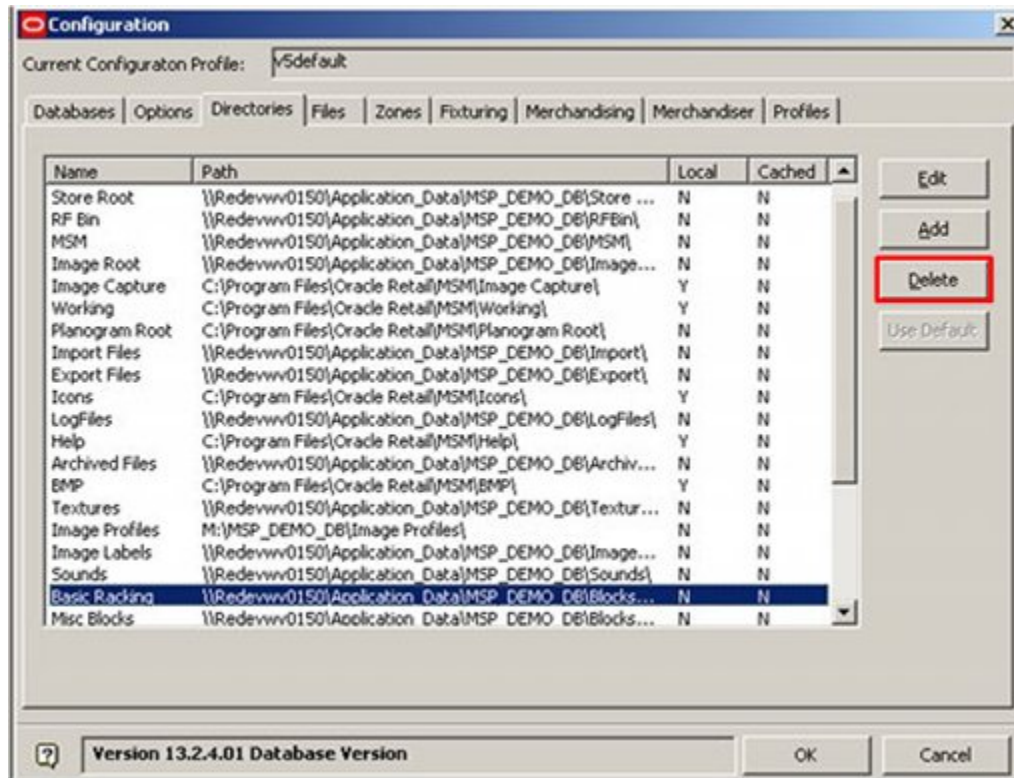 Configuration
Current Configuraton Profile: v5default
Databases Options Directories Files Zones Fixturing Merchandising Merchandiser Profiles
Name Path Local Cached
Store Root \\Redevwv0150\Application_Data\MSP_DEMO_DB\Store ... N N
RF Bin \\Redevwv0150\Application_Data\MSP_DEMO_DB\RFBin\ N N
MSM \\Redevwv0150\Application_Data\MSP_DEMO_DB\MSM\ N N
Image Root \\Redevwv0150\Application_Data\MSP_DEMO_DB\Image... N N
Image Capture C:\Program Files\Oracle Retail\MSM\Image Capture\ Y N
Working C:\Program Files\Oracle Retail\MSM\Working\ Y N
Planogram Root C:\Program Files\Oracle Retail\MSM\Planogram Root\ N N
Import Files \\Redevwv0150\Application_Data\MSP_DEMO_DB\Import\ N N
Export Files \\Redevwv0150\Application_Data\MSP_DEMO_DB\Export\ N N
Icons C:\Program Files\Oracle Retail\MSM\Icons\ Y N
LogFiles \\Redevwv0150\Application_Data\MSP_DEMO_DB\LogFiles\ N N
Help C:\Program Files\Oracle Retail\MSM\Help\ Y N
Archived Files \\Redevwv0150\Application_Data\MSP_DEMO_DB\Archiv... N N
BMP C:\Program Files\Oracle Retail\MSM\BMP\ Y N
Textures \\Redevwv0150\Application_Data\MSP_DEMO_DB\Textur... N N
Image Profiles M:\MSP_DEMO_DB\Image Profiles\ N N
Image Labels \\Redevwv0150\Application_Data\MSP_DEMO_DB\Image... N N
Sounds \\Redevwv0150\Application_Data\MSP_DEMO_DB\Sounds\ N N
Basic Racking \\Redevwv0150\Application_Data\MSP_DEMO_DB\Blocks... N N
Misc Blocks \\Redevwv0150\Application_Data\MSP_DEMO_DB\Blocks... N N
Edit
Add
Delete
Use Default
Version 13.2.4.01 Database Version
OK
Cancel